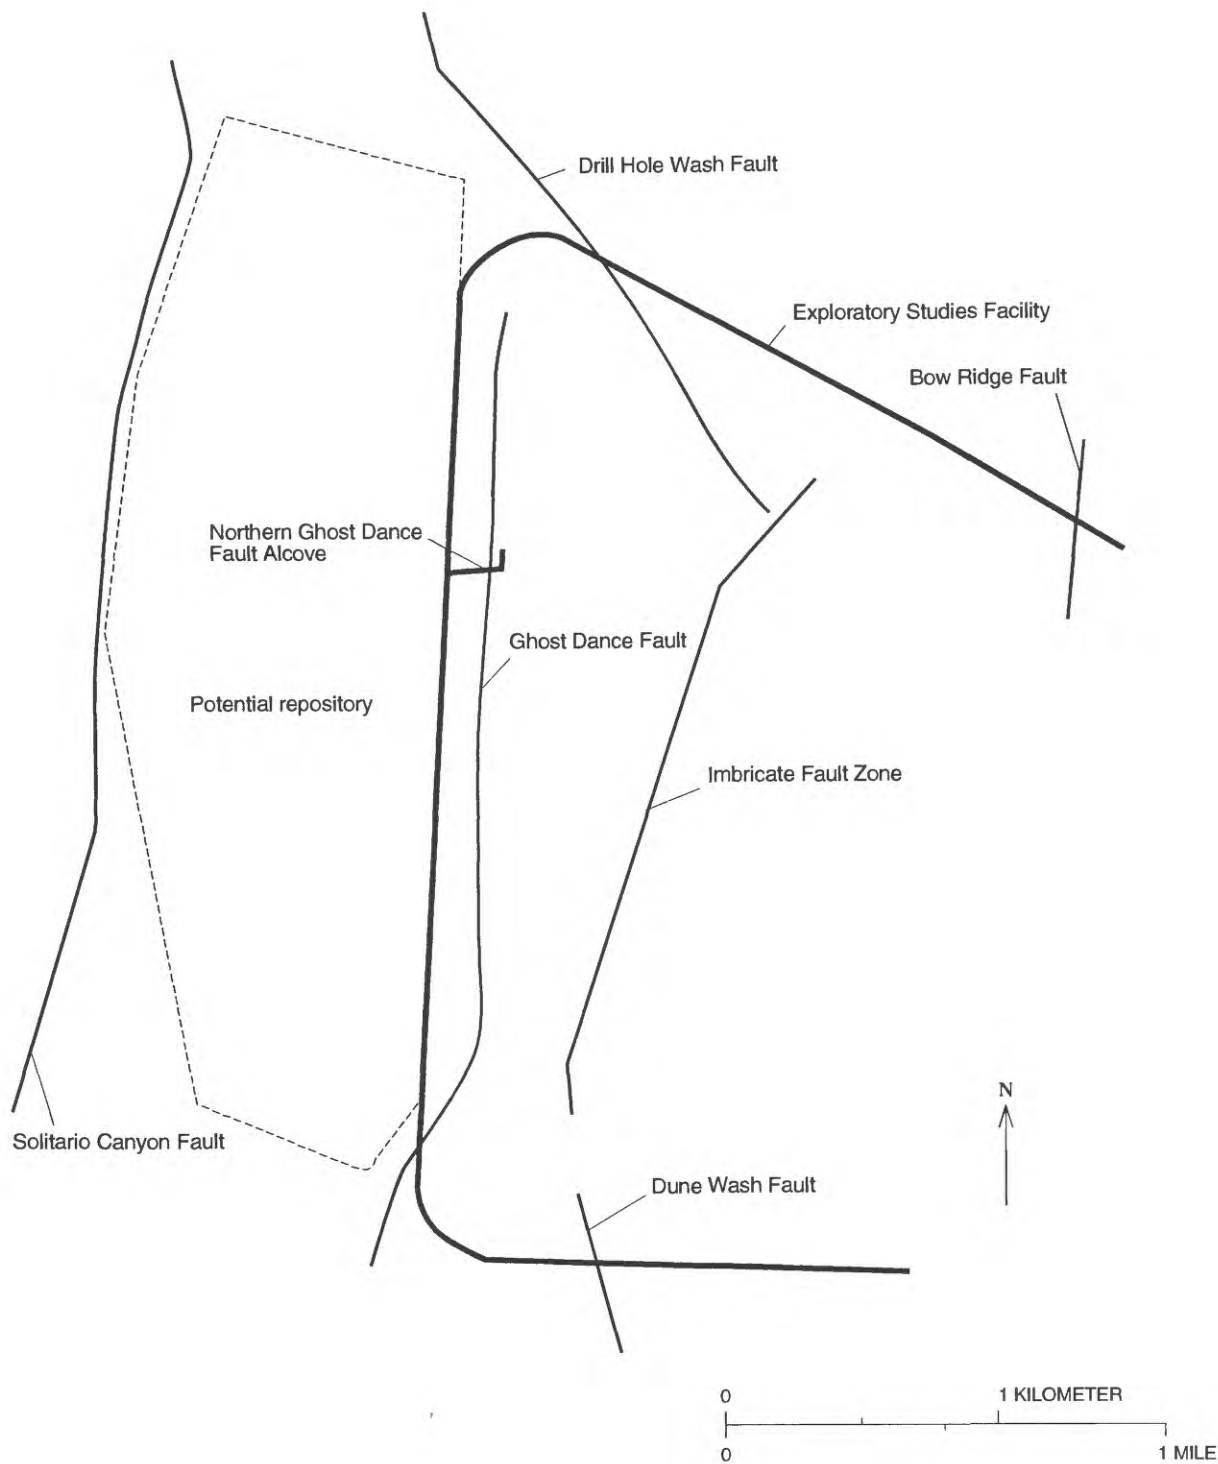 Drill Hole Wash Fault
Exploratory Studies Facility
Bow Ridge Fault
Northern Ghost Dance
Fault Alcove
Ghost Dance Fault
Potential repository
Imbricate Fault Zone
N
Solitario Canyon Fault
Dune Wash Fault
0 1 KILOMETER
0 1 MILE